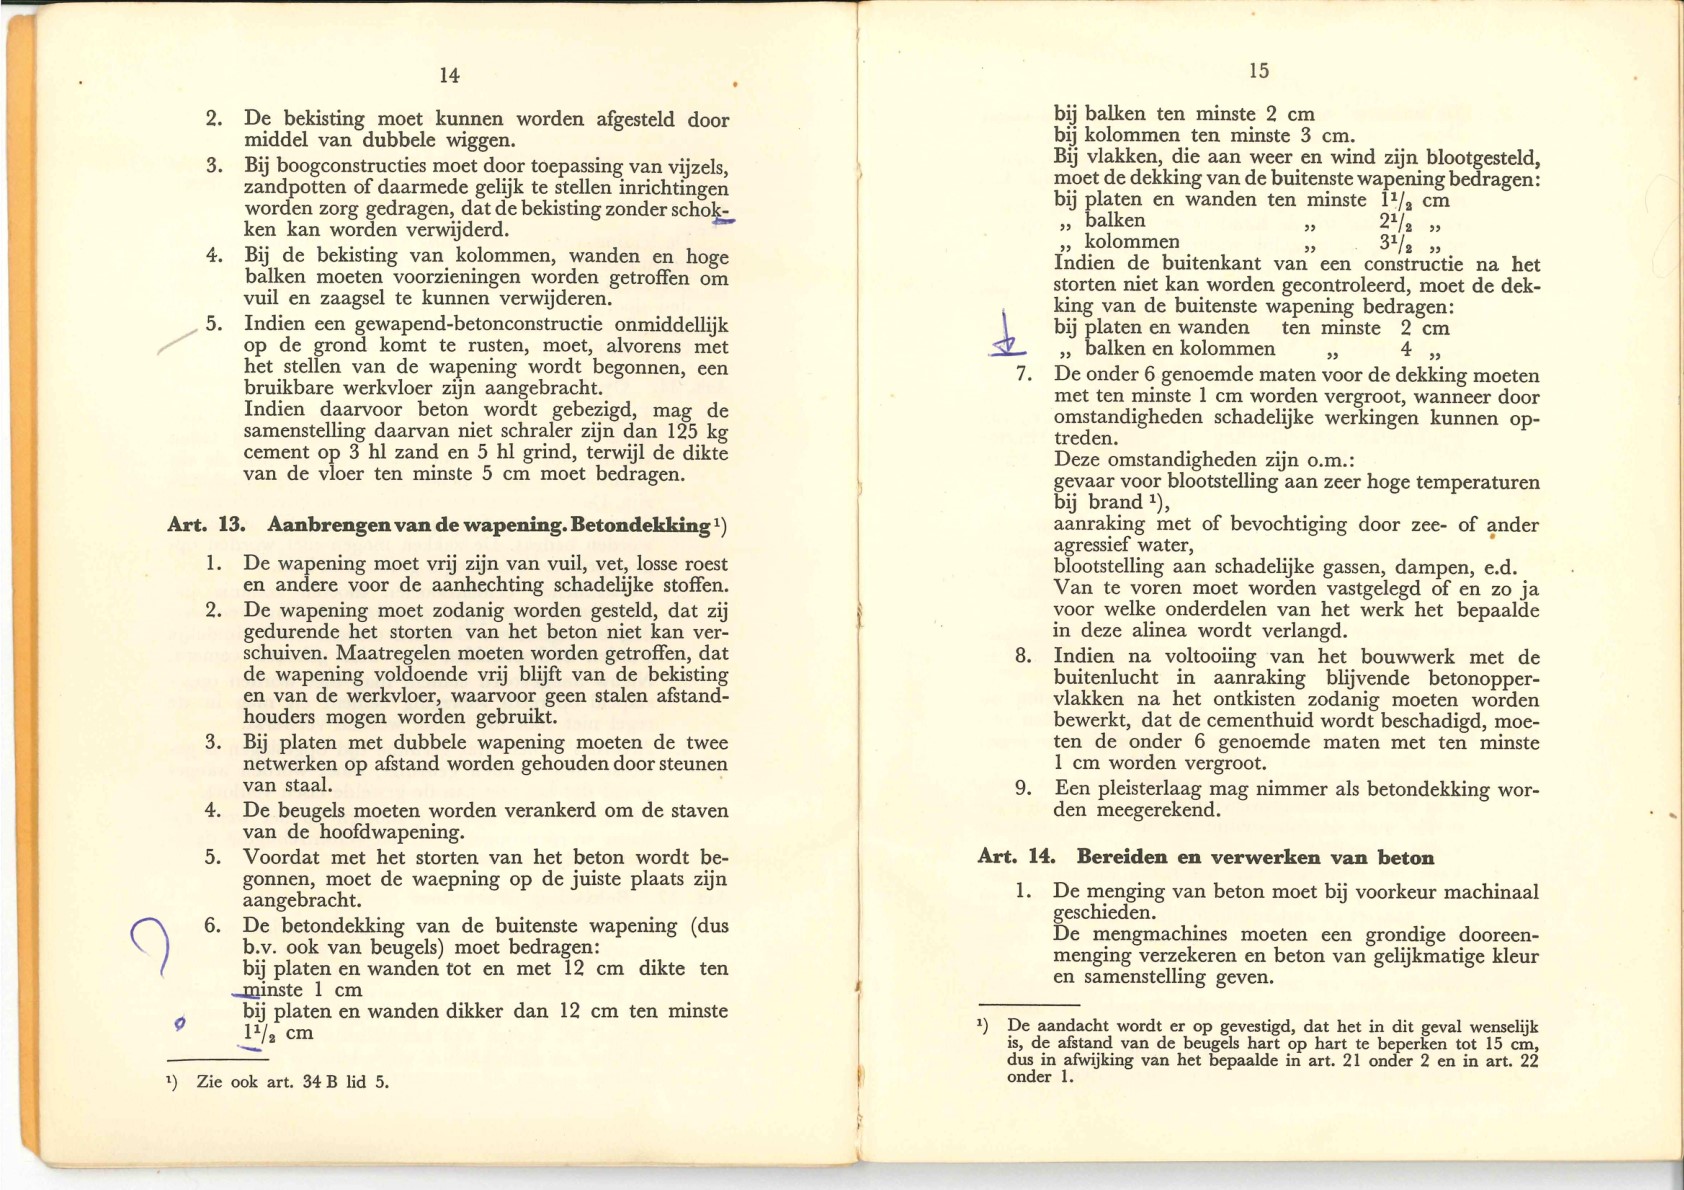 14
2. De bekisting moet kunnen worden afgesteld door
middel van dubbele wiggen.
3. Bij boogconstructies moet door toepassing van vijzels,
zandpotten of daarmede gelijk te stellen inrichtingen
worden zorg gedragen, dat de bekisting zonder schok-
ken kan worden verwijderd.
4. Bij de bekisting van kolommen, wanden en hoge
balken moeten voorzieningen worden getroffen om
vuil en zaagsel te kunnen verwijderen.
5. Indien een gewapend-betonconstructie onmiddellijk
op de grond komt te rusten, moet, alvorens met
het stellen van de wapening wordt begonnen, een
bruikbare werkvloer zijn aangebracht.
Indien daarvoor beton wordt gebezigd, mag de
samenstelling daarvan niet schraler zijn dan 125 kg
cement op 3 hl zand en 5 hl grind, terwijl de dikte
van de vloer ten minste 5 cm moet bedragen.
Art. 13. Aanbrengen van de wapening. Betondekking ¹)
1. De wapening moet vrij zijn van vuil, vet, losse roest
en andere voor de aanhechting schadelijke stoffen.
2. De wapening moet zodanig worden gesteld, dat zij
gedurende het storten van het beton niet kan ver-
schuiven. Maatregelen moeten worden getroffen, dat
de wapening voldoende vrij blijft van de bekisting
en van de werkvloer, waarvoor geen stalen afstand-
houders mogen worden gebruikt.
3. Bij platen met dubbele wapening moeten de twee
netwerken op afstand worden gehouden door steunen
van staal.
4. De beugels moeten worden verankerd om de staven
van de hoofdwapening.
5. Voordat met het storten van het beton wordt be-
gonnen, moet de waepning op de juiste plaats zijn
aangebracht.
6. De betondekking van de buitenste wapening (dus
b.v. ook van beugels) moet bedragen:
bij platen en wanden tot en met 12 cm dikte ten
minste 1 cm
bij platen en wanden dikker dan 12 cm ten minste
1¹/₂ cm
¹) Zie ook art. 34 B lid 5.
15
bij balken ten minste 2 cm
bij kolommen ten minste 3 cm.
Bij vlakken, die aan weer en wind zijn blootgesteld,
moet de dekking van de buitenste wapening bedragen:
bij platen en wanden ten minste 1¹/₂ cm
„ balken „ 2¹/₂ „
„ kolommen „ 3¹/₂ „
Indien de buitenkant van een constructie na het
storten niet kan worden gecontroleerd, moet de dek-
king van de buitenste wapening bedragen:
bij platen en wanden ten minste 2 cm
„ balken en kolommen „ 4 „
7. De onder 6 genoemde maten voor de dekking moeten
met ten minste 1 cm worden vergroot, wanneer door
omstandigheden schadelijke werkingen kunnen op-
treden.
Deze omstandigheden zijn o.m.:
gevaar voor blootstelling aan zeer hoge temperaturen
bij brand ¹),
aanraking met of bevochtiging door zee- of ander
agressief water,
blootstelling aan schadelijke gassen, dampen, e.d.
Van te voren moet worden vastgelegd of en zo ja
voor welke onderdelen van het werk het bepaalde
in deze alinea wordt verlangd.
8. Indien na voltooiing van het bouwwerk met de
buitenlucht in aanraking blijvende betonopper-
vlakken na het ontkisten zodanig moeten worden
bewerkt, dat de cementhuid wordt beschadigd, moe-
ten de onder 6 genoemde maten met ten minste
1 cm worden vergroot.
9. Een pleisterlaag mag nimmer als betondekking wor-
den meegerekend.
Art. 14. Bereiden en verwerken van beton
1. De menging van beton moet bij voorkeur machinaal
geschieden.
De mengmachines moeten een grondige dooreen-
menging verzekeren en beton van gelijkmatige kleur
en samenstelling geven.
¹) De aandacht wordt er op gevestigd, dat het in dit geval wenselijk
is, de afstand van de beugels hart op hart te beperken tot 15 cm,
dus in afwijking van het bepaalde in art. 21 onder 2 en in art. 22
onder 1.